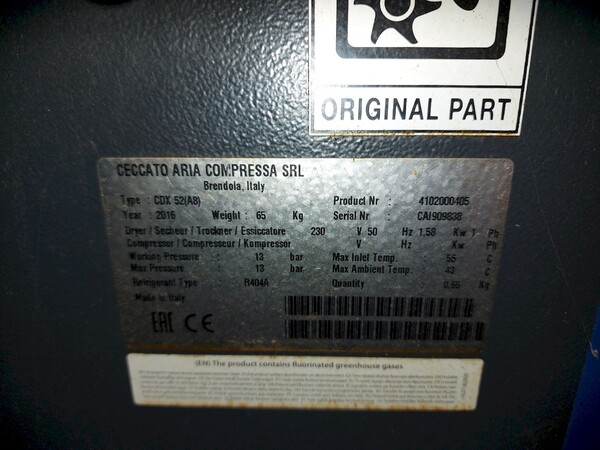 ORIGINAL PART
CECCATO ARIA COMPRESSA SRL
Brendola, Italy
Type : CDX 52(A8) Product Nr : 4102000405
Year : 2016 Weight : 65 Kg Serial Nr : CAI909838
Dryer / Secheur / Trockner / Essiccatore 230 V 50 Hz 1,58 Kw 1 Ph
Compressor / Compresseur / Kompressor V Hz Kw Ph
Working Pressure : 13 bar Max Inlet Temp. : 55 C
Max Pressure : 13 bar Max Ambient Temp. : 43 C
Refrigerant Type R404A Quantity 0,55 Kg
Made in Italy
EAC CE
(EN) The product contains fluorinated greenhouse gases